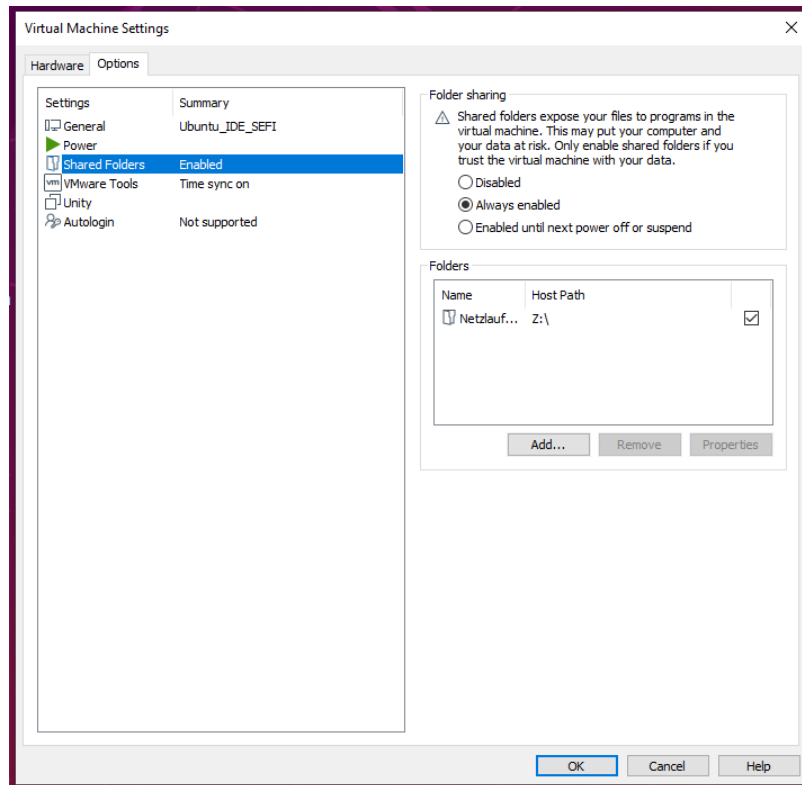 Virtual Machine Settings
Hardware Options
Settings Summary
General Ubuntu_IDE_SEFI
Power
Shared Folders Enabled
vm VMware Tools Time sync on
Unity
Autologin Not supported
Folder sharing
Shared folders expose your files to programs in the
virtual machine. This may put your computer and
your data at risk. Only enable shared folders if you
trust the virtual machine with your data.
Disabled
Always enabled
Enabled until next power off or suspend
Folders
Name Host Path
Netzlauf... Z:\
Add... Remove Properties
OK Cancel Help